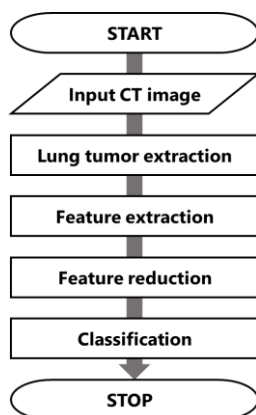 START
Input CT image
Lung tumor extraction
Feature extraction
Feature reduction
Classification
STOP